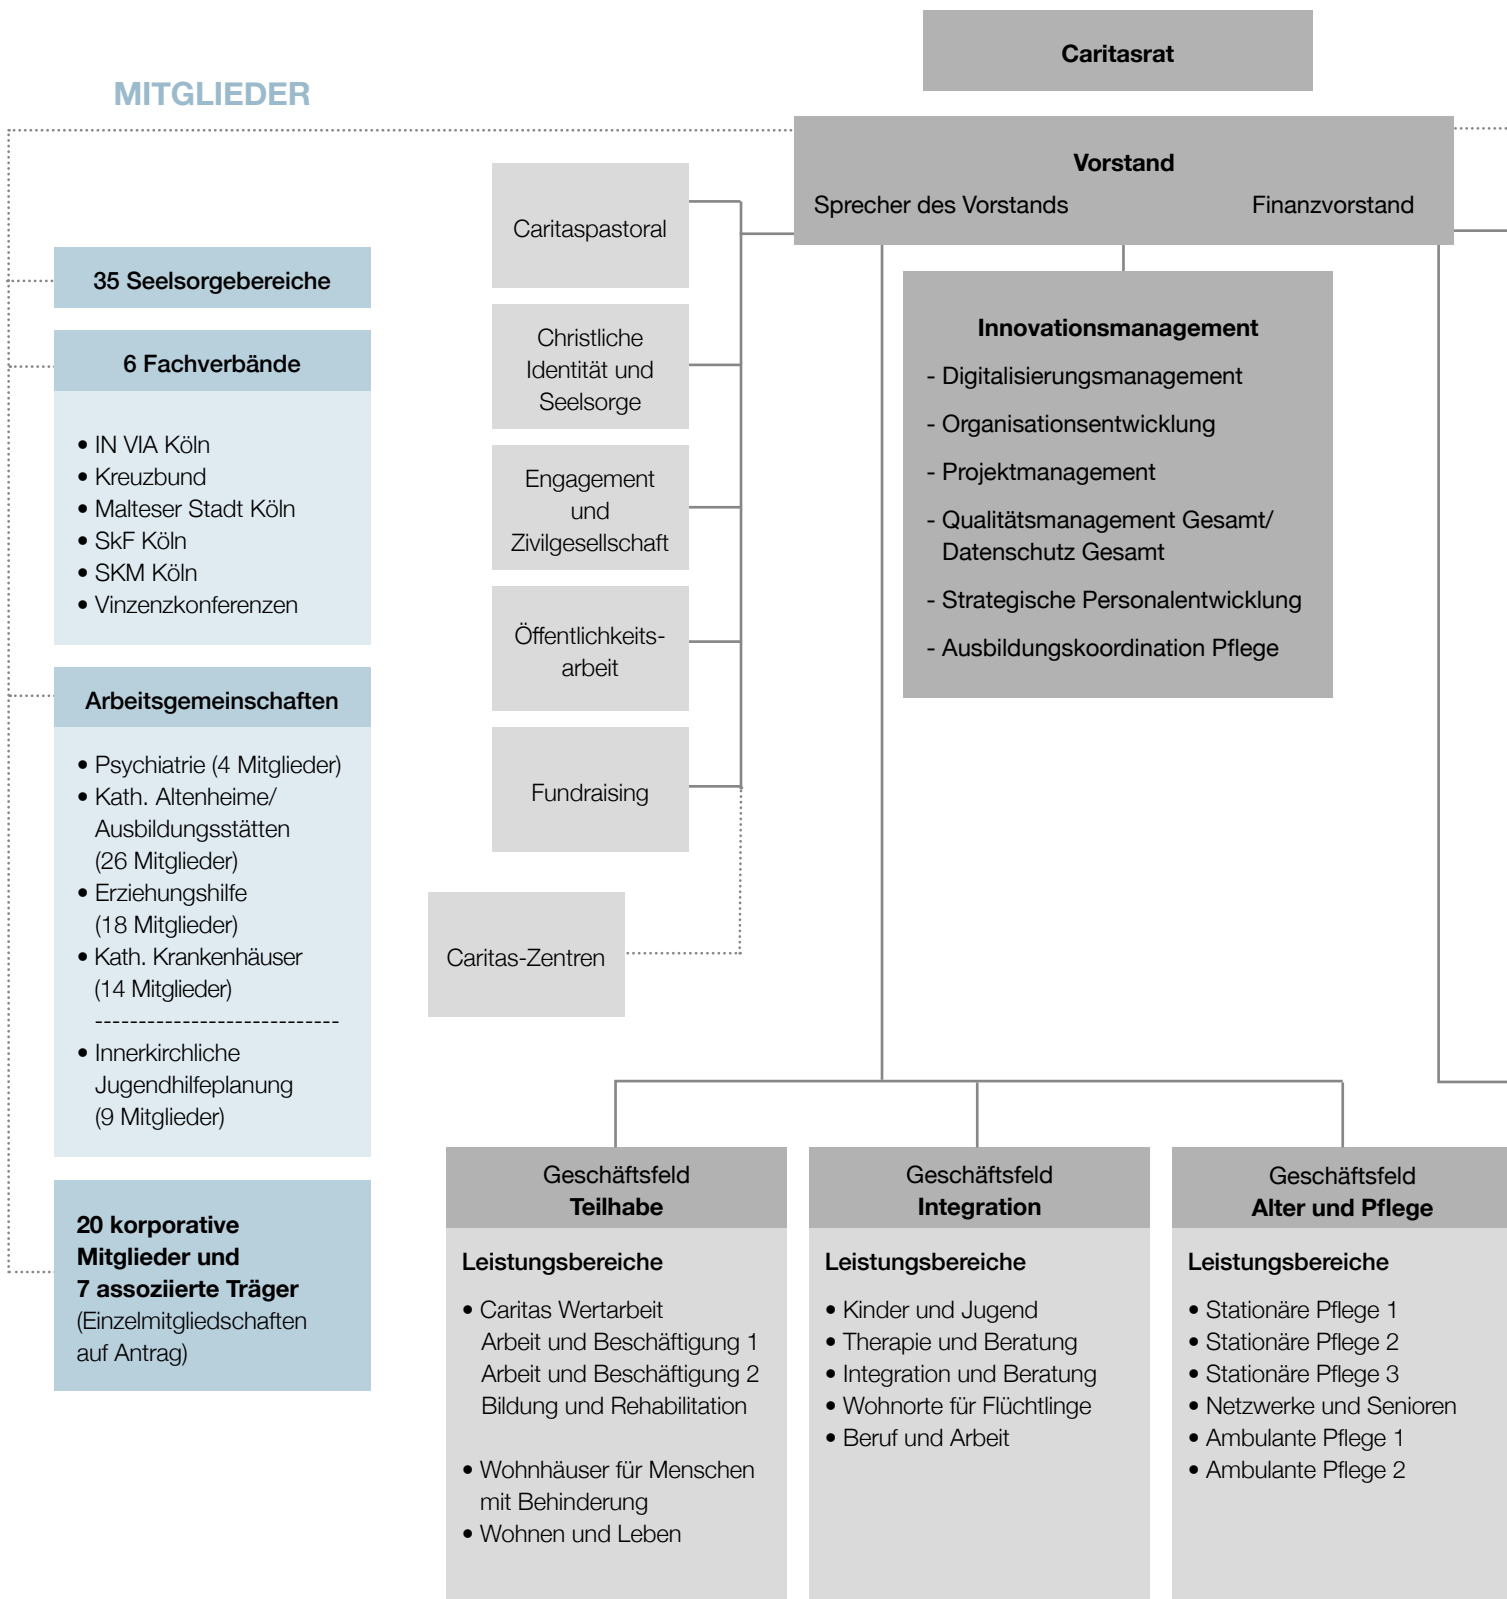 Caritasrat
MITGLIEDER
Vorstand
Sprecher des Vorstands
Finanzvorstand
35 Seelsorgebereiche
6 Fachverbände
• IN VIA Köln
• Kreuzbund
• Malteser Stadt Köln
• SkF Köln
• SKM Köln
• Vinzenzkonferenzen
Arbeitsgemeinschaften
• Psychiatrie (4 Mitglieder)
• Kath. Altenheime/
Ausbildungsstätten
(26 Mitglieder)
• Erziehungshilfe
(18 Mitglieder)
• Kath. Krankenhäuser
(14 Mitglieder)
----------------------------
• Innerkirchliche
Jugendhilfeplanung
(9 Mitglieder)
20 korporative
Mitglieder und
7 assoziierte Träger
(Einzelmitgliedschaften
auf Antrag)
Caritaspastoral
Christliche
Identität und
Seelsorge
Engagement
und
Zivilgesellschaft
Öffentlichkeits-
arbeit
Fundraising
Caritas-Zentren
Innovationsmanagement
- Digitalisierungsmanagement
- Organisationsentwicklung
- Projektmanagement
- Qualitätsmanagement Gesamt/
Datenschutz Gesamt
- Strategische Personalentwicklung
- Ausbildungskoordination Pflege
Geschäftsfeld
Teilhabe
Leistungsbereiche
• Caritas Wertarbeit
Arbeit und Beschäftigung 1
Arbeit und Beschäftigung 2
Bildung und Rehabilitation
• Wohnhäuser für Menschen
mit Behinderung
• Wohnen und Leben
Geschäftsfeld
Integration
Leistungsbereiche
• Kinder und Jugend
• Therapie und Beratung
• Integration und Beratung
• Wohnorte für Flüchtlinge
• Beruf und Arbeit
Geschäftsfeld
Alter und Pflege
Leistungsbereiche
• Stationäre Pflege 1
• Stationäre Pflege 2
• Stationäre Pflege 3
• Netzwerke und Senioren
• Ambulante Pflege 1
• Ambulante Pflege 2